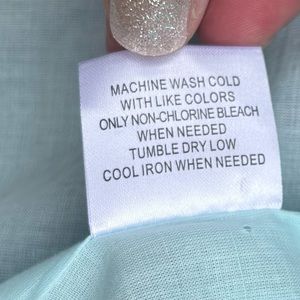 MACHINE WASH COLD
WITH LIKE COLORS
ONLY NON-CHLORINE BLEACH
WHEN NEEDED
TUMBLE DRY LOW
COOL IRON WHEN NEEDED